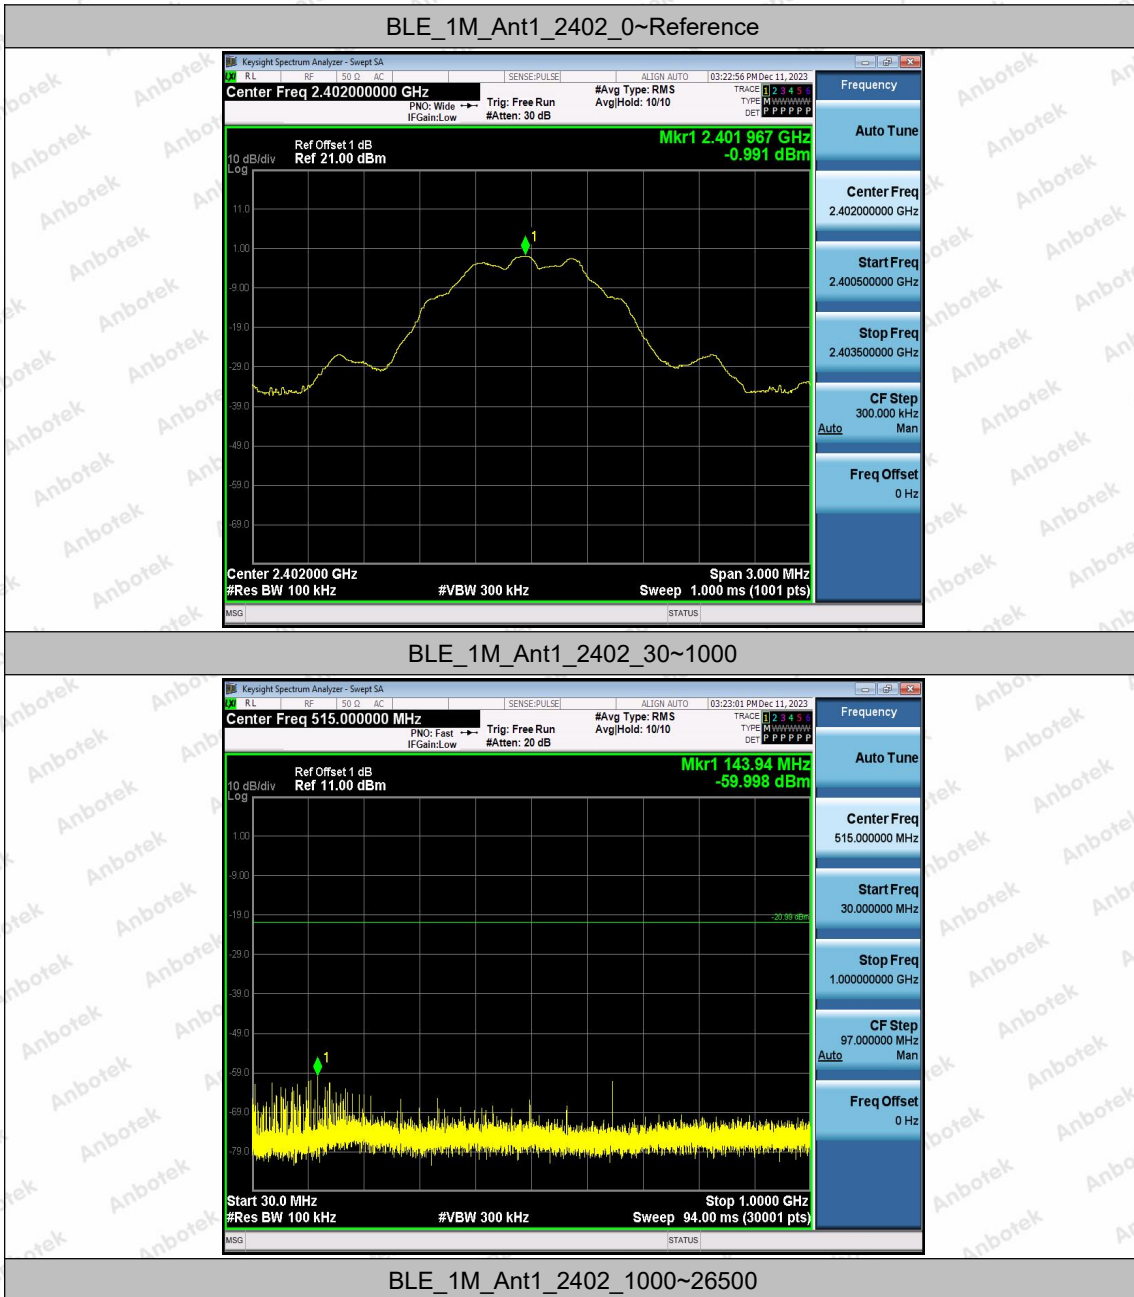 BLE_1M_Ant1_2402_0~Reference
Keysight Spectrum Analyzer - Swept SA
LXI RL RF 50 Ω AC SENSE:PULSE ALIGN AUTO 03:22:56 PM Dec 11, 2023
Center Freq 2.402000000 GHz
PNO: Wide
IFGain:Low
Trig: Free Run
#Atten: 30 dB
#Avg Type: RMS
Avg|Hold: 10/10
TRACE 1 2 3 4 5 6
TYPE M W W W W W
DET P P P P P P
Frequency
Mkr1 2.401 967 GHz
-0.991 dBm
Ref Offset 1 dB
10 dB/div Ref 21.00 dBm
Log
11.0
1.00
-9.00
-19.0
-29.0
-39.0
-49.0
-59.0
-69.0
1
Center 2.402000 GHz
Span 3.000 MHz
#Res BW 100 kHz
#VBW 300 kHz
Sweep 1.000 ms (1001 pts)
MSG
STATUS
Auto Tune
Center Freq
2.402000000 GHz
Start Freq
2.400500000 GHz
Stop Freq
2.403500000 GHz
CF Step
300.000 kHz
Auto Man
Freq Offset
0 Hz
BLE_1M_Ant1_2402_30~1000
Keysight Spectrum Analyzer - Swept SA
LXI RL RF 50 Ω AC SENSE:PULSE ALIGN AUTO 03:23:01 PM Dec 11, 2023
Center Freq 515.000000 MHz
PNO: Fast
IFGain:Low
Trig: Free Run
#Atten: 20 dB
#Avg Type: RMS
Avg|Hold: 10/10
TRACE 1 2 3 4 5 6
TYPE M W W W W W
DET P P P P P P
Frequency
Mkr1 143.94 MHz
-59.998 dBm
Ref Offset 1 dB
10 dB/div Ref 11.00 dBm
Log
1.00
-9.00
-19.0
-29.0
-39.0
-49.0
-59.0
-69.0
-79.0
-20.99 dBm
1
Start 30.0 MHz
Stop 1.0000 GHz
#Res BW 100 kHz
#VBW 300 kHz
Sweep 94.00 ms (30001 pts)
MSG
STATUS
Auto Tune
Center Freq
515.000000 MHz
Start Freq
30.000000 MHz
Stop Freq
1.000000000 GHz
CF Step
97.000000 MHz
Auto Man
Freq Offset
0 Hz
BLE_1M_Ant1_2402_1000~26500
Anbotek